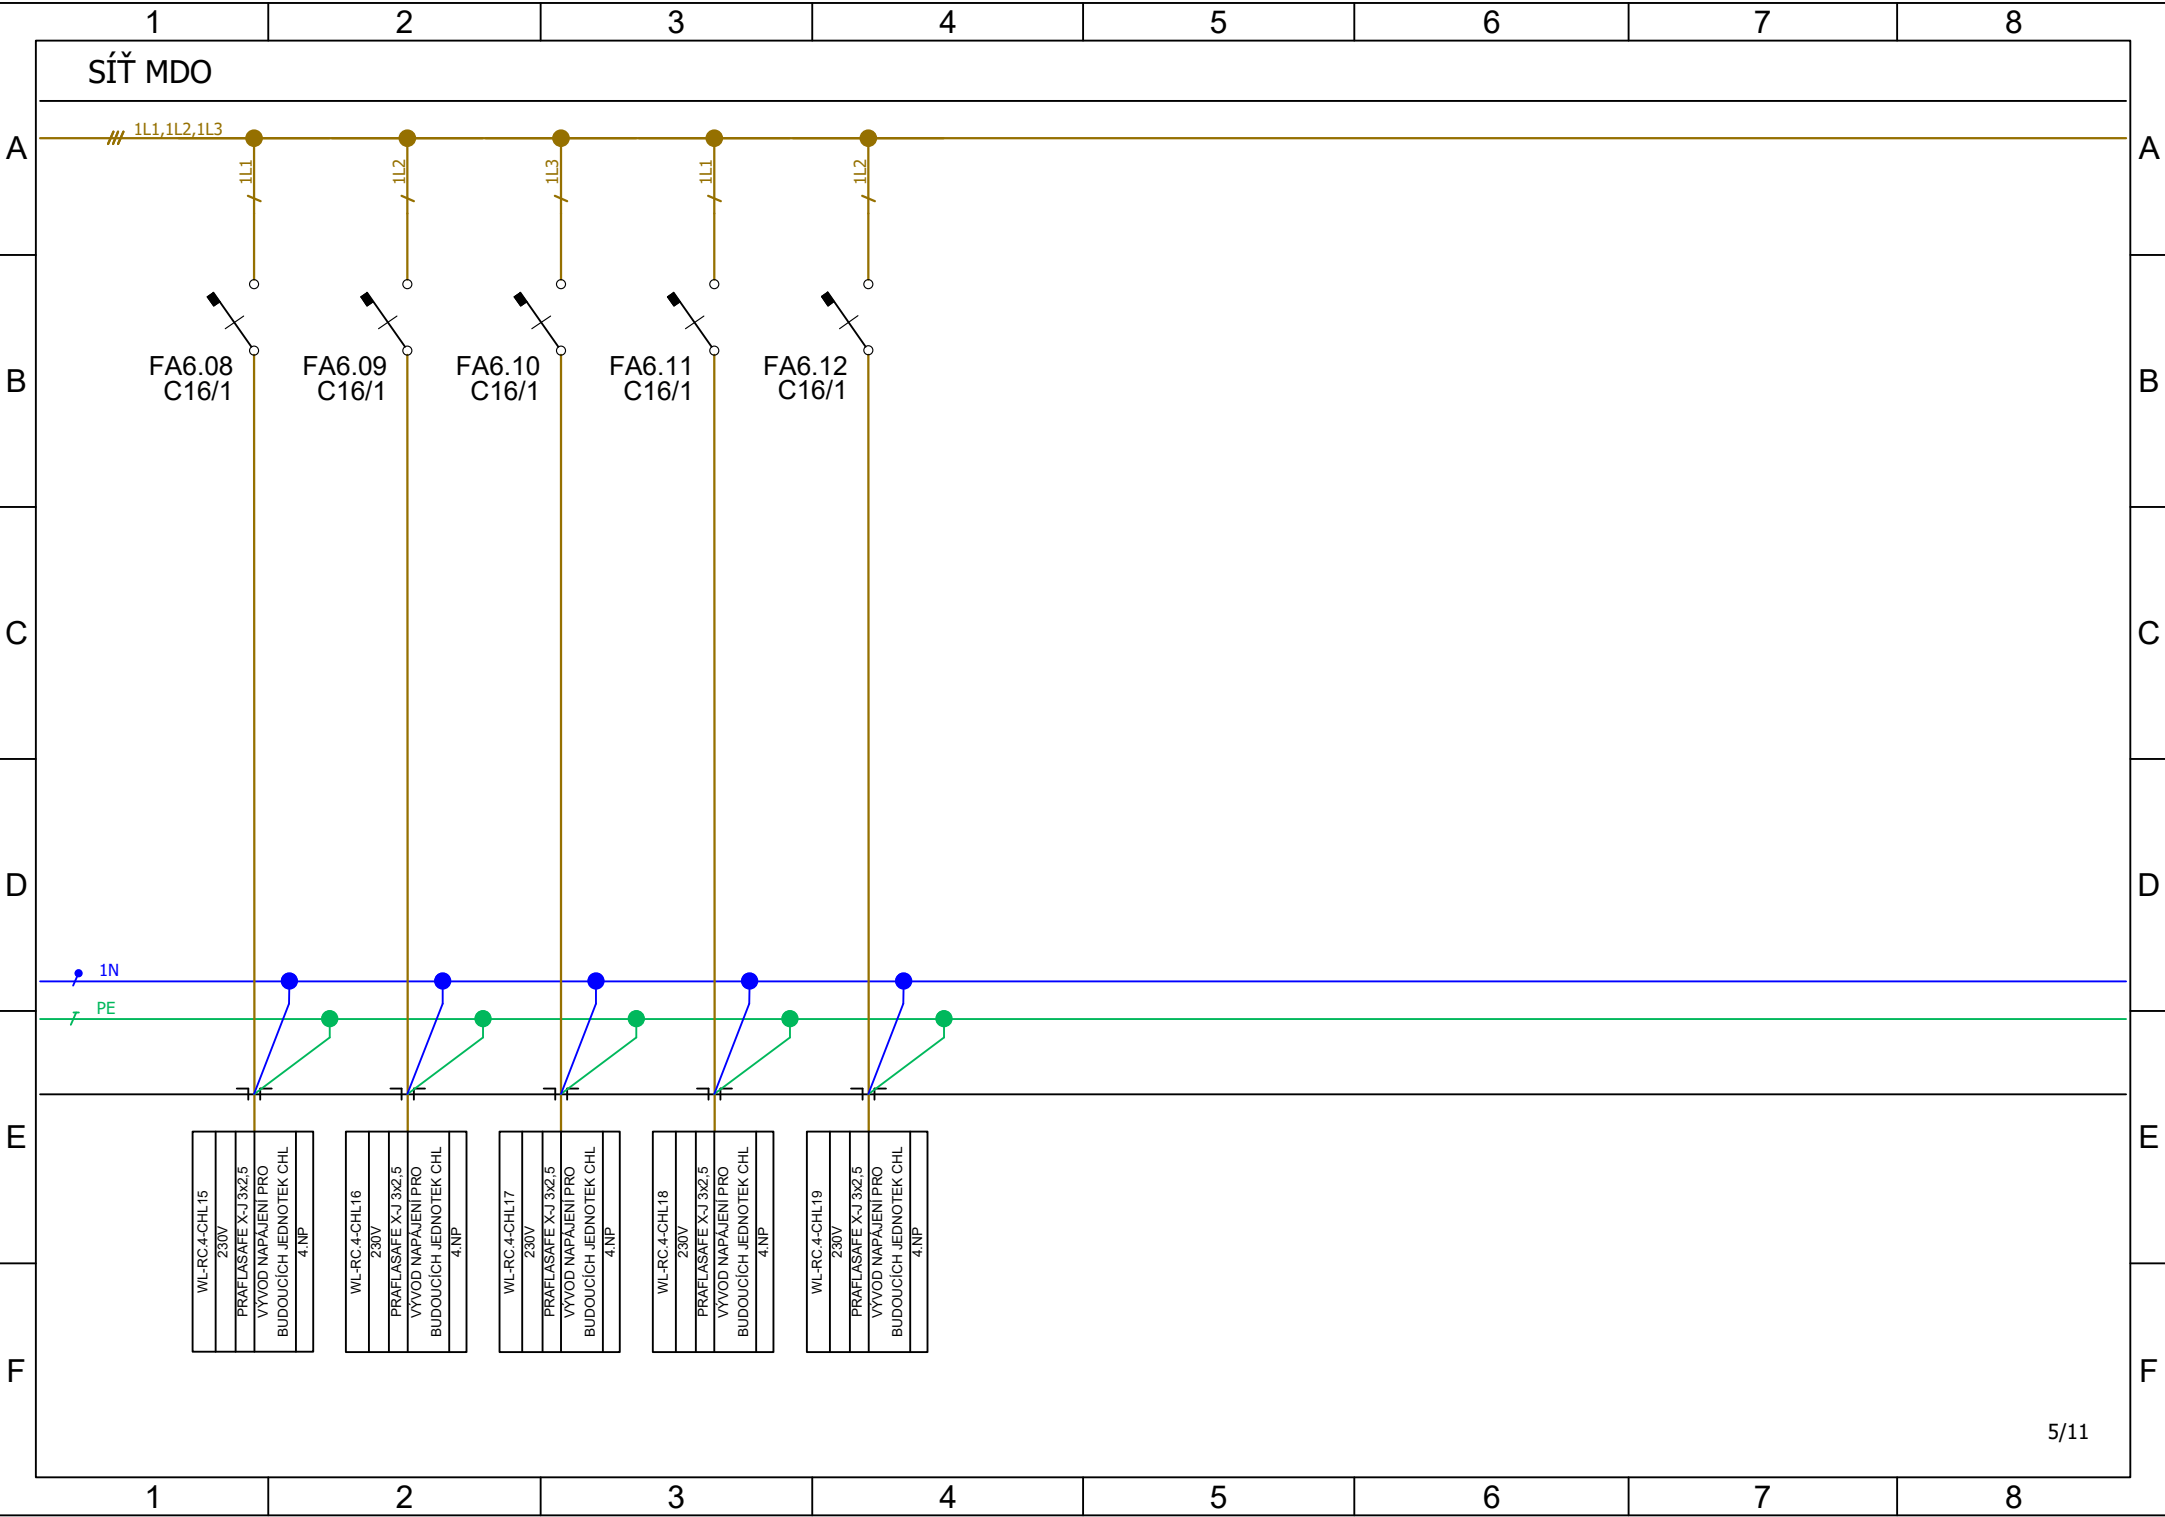 1 2 3 4 5 6 7 8
SÍŤ MDO
1L1,1L2,1L3
A A
1L1 1L2 1L3 1L1 1L2
FA6.08 FA6.09 FA6.10 FA6.11 FA6.12
C16/1 C16/1 C16/1 C16/1 C16/1
B B
C C
D D
1N
PE
E E
WL-RC.4-CHL15
230V
PRAFLASAFE X-J 3x2,5
VÝVOD NAPÁJENÍ PRO
BUDOUCÍCH JEDNOTEK CHL
4.NP
WL-RC.4-CHL16
230V
PRAFLASAFE X-J 3x2,5
VÝVOD NAPÁJENÍ PRO
BUDOUCÍCH JEDNOTEK CHL
4.NP
WL-RC.4-CHL17
230V
PRAFLASAFE X-J 3x2,5
VÝVOD NAPÁJENÍ PRO
BUDOUCÍCH JEDNOTEK CHL
4.NP
WL-RC.4-CHL18
230V
PRAFLASAFE X-J 3x2,5
VÝVOD NAPÁJENÍ PRO
BUDOUCÍCH JEDNOTEK CHL
4.NP
WL-RC.4-CHL19
230V
PRAFLASAFE X-J 3x2,5
VÝVOD NAPÁJENÍ PRO
BUDOUCÍCH JEDNOTEK CHL
4.NP
F F
5/11
1 2 3 4 5 6 7 8